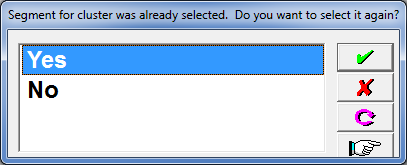 Segment for cluster was already selected.  Do you want to select it again?
Yes
No